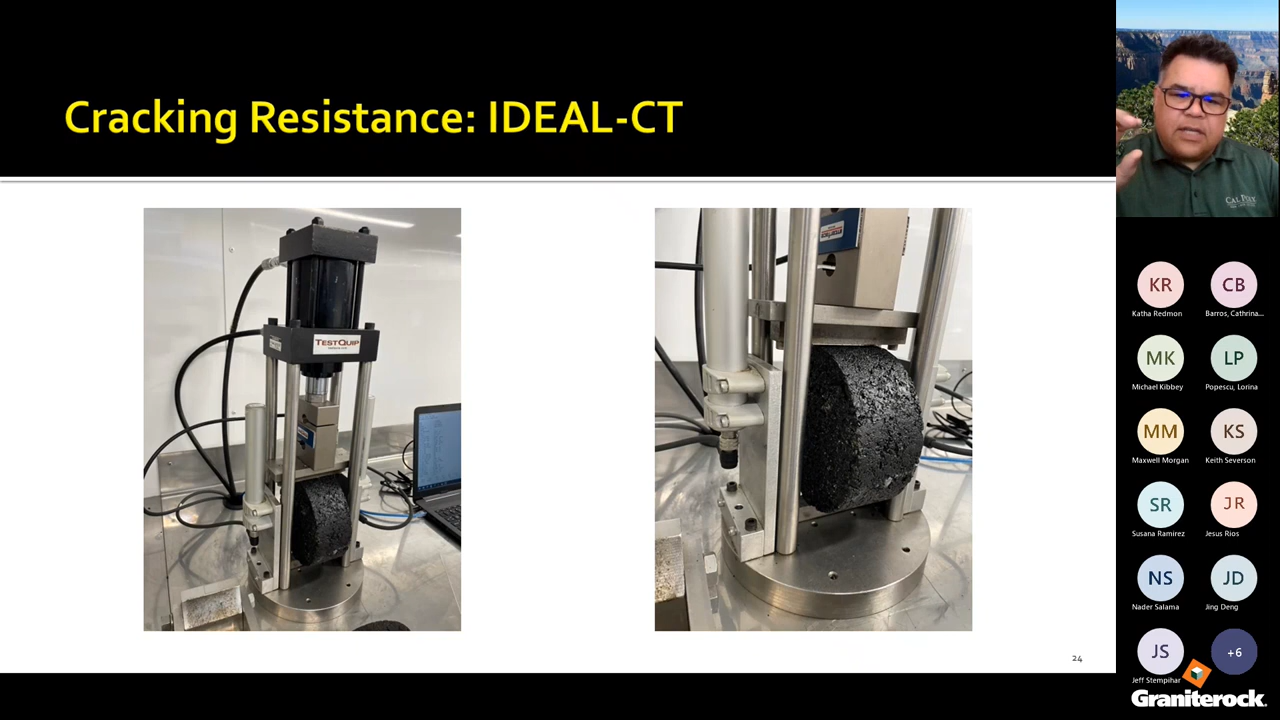 Cracking Resistance: IDEAL-CT
TESTQUIP
24
CAL POLY
KR
Katha Redmon
CB
Barros, Cathrina...
MK
Michael Kibbey
LP
Popescu, Lorina
MM
Maxwell Morgan
KS
Keith Severson
SR
Susana Ramirez
JR
Jesus Rios
NS
Nader Salama
JD
Jing Deng
JS
Jeff Stempihar
+6
Graniterock